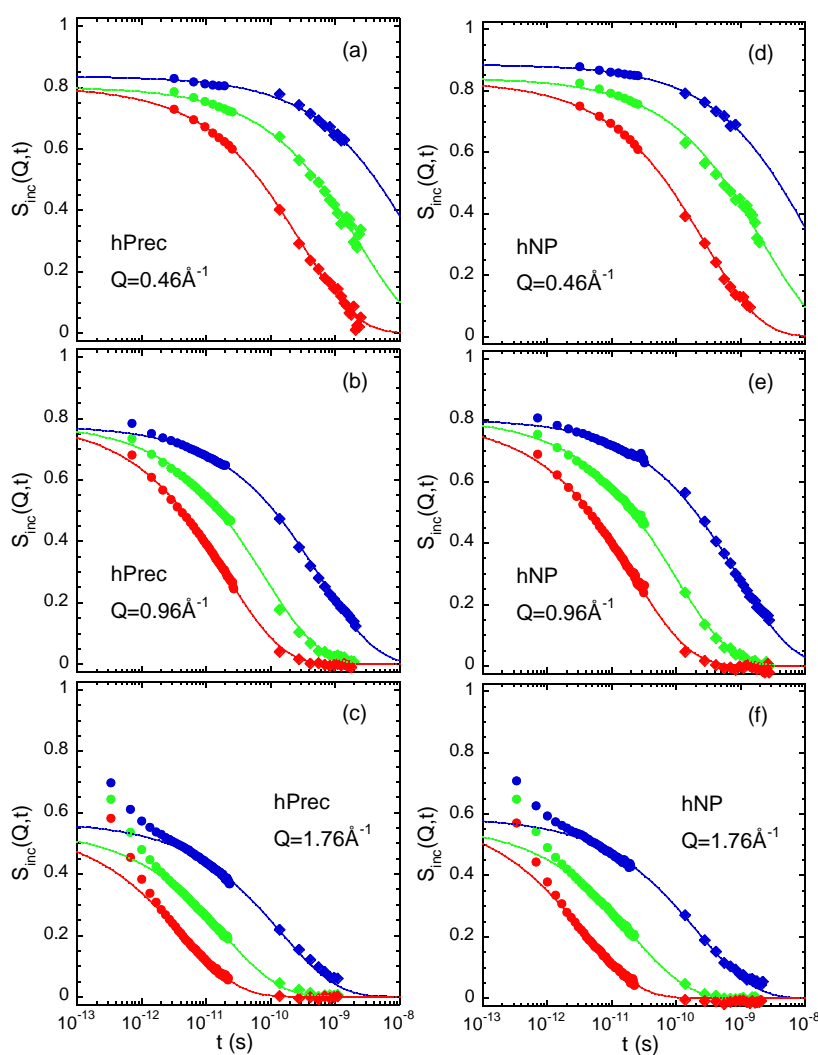 1
0.8
0.6
0.4
0.2
0
S_inc(Q,t)
(a)
hPrec
Q=0.46Å⁻¹
1
0.8
0.6
0.4
0.2
0
S_inc(Q,t)
(d)
hNP
Q=0.46Å⁻¹
1
0.8
0.6
0.4
0.2
0
S_inc(Q,t)
(b)
hPrec
Q=0.96Å⁻¹
1
0.8
0.6
0.4
0.2
0
S_inc(Q,t)
(e)
hNP
Q=0.96Å⁻¹
1
0.8
0.6
0.4
0.2
0
S_inc(Q,t)
(c)
hPrec
Q=1.76Å⁻¹
10⁻¹³ 10⁻¹² 10⁻¹¹ 10⁻¹⁰ 10⁻⁹ 10⁻⁸
t (s)
1
0.8
0.6
0.4
0.2
0
S_inc(Q,t)
(f)
hNP
Q=1.76Å⁻¹
10⁻¹³ 10⁻¹² 10⁻¹¹ 10⁻¹⁰ 10⁻⁹ 10⁻⁸
t (s)